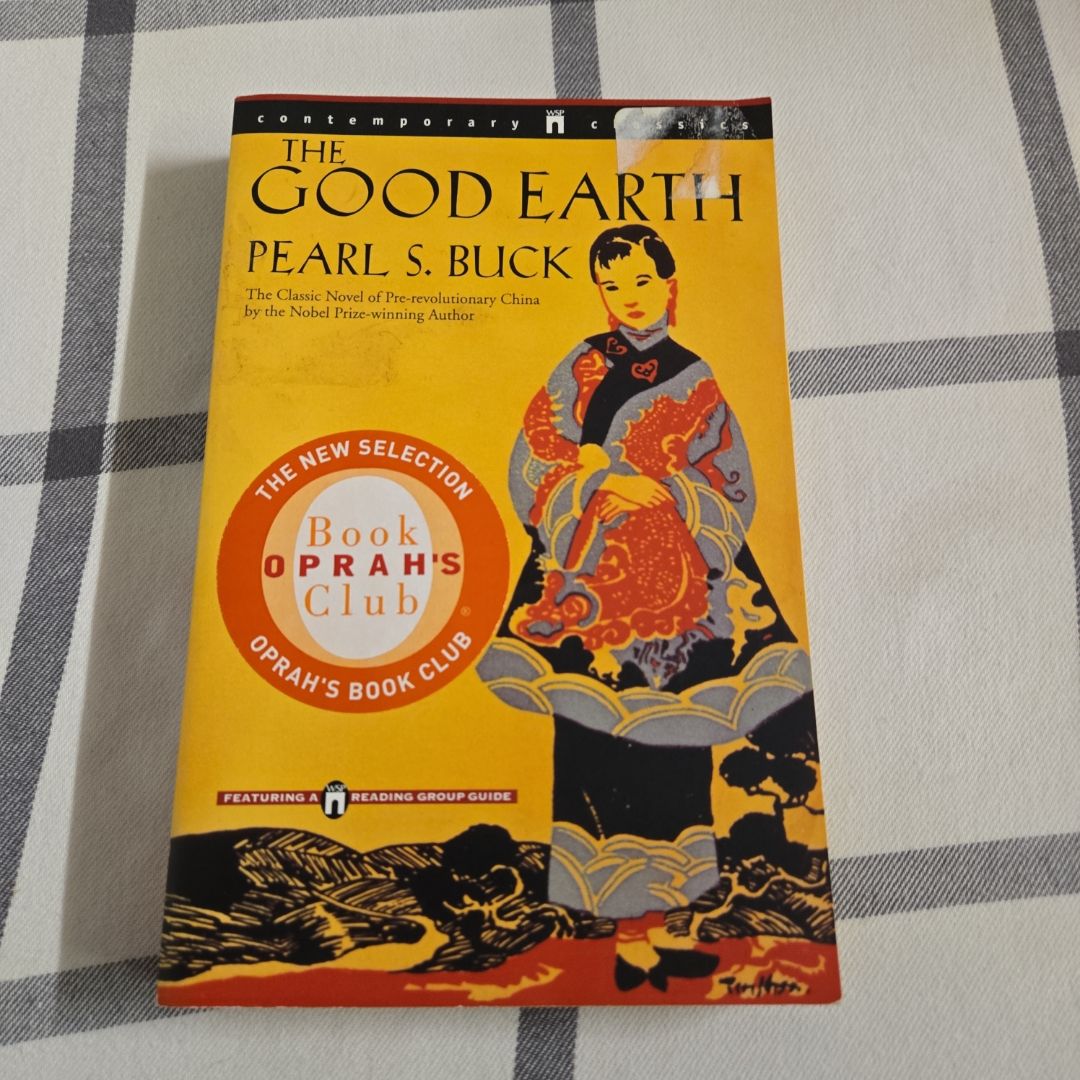 contemporary WSP classics
THE
GOOD EARTH
PEARL S. BUCK
The Classic Novel of Pre-revolutionary China
by the Nobel Prize-winning Author
THE NEW SELECTION
Book
OPRAH'S
Club
®
OPRAH'S BOOK CLUB
FEATURING A WSP READING GROUP GUIDE